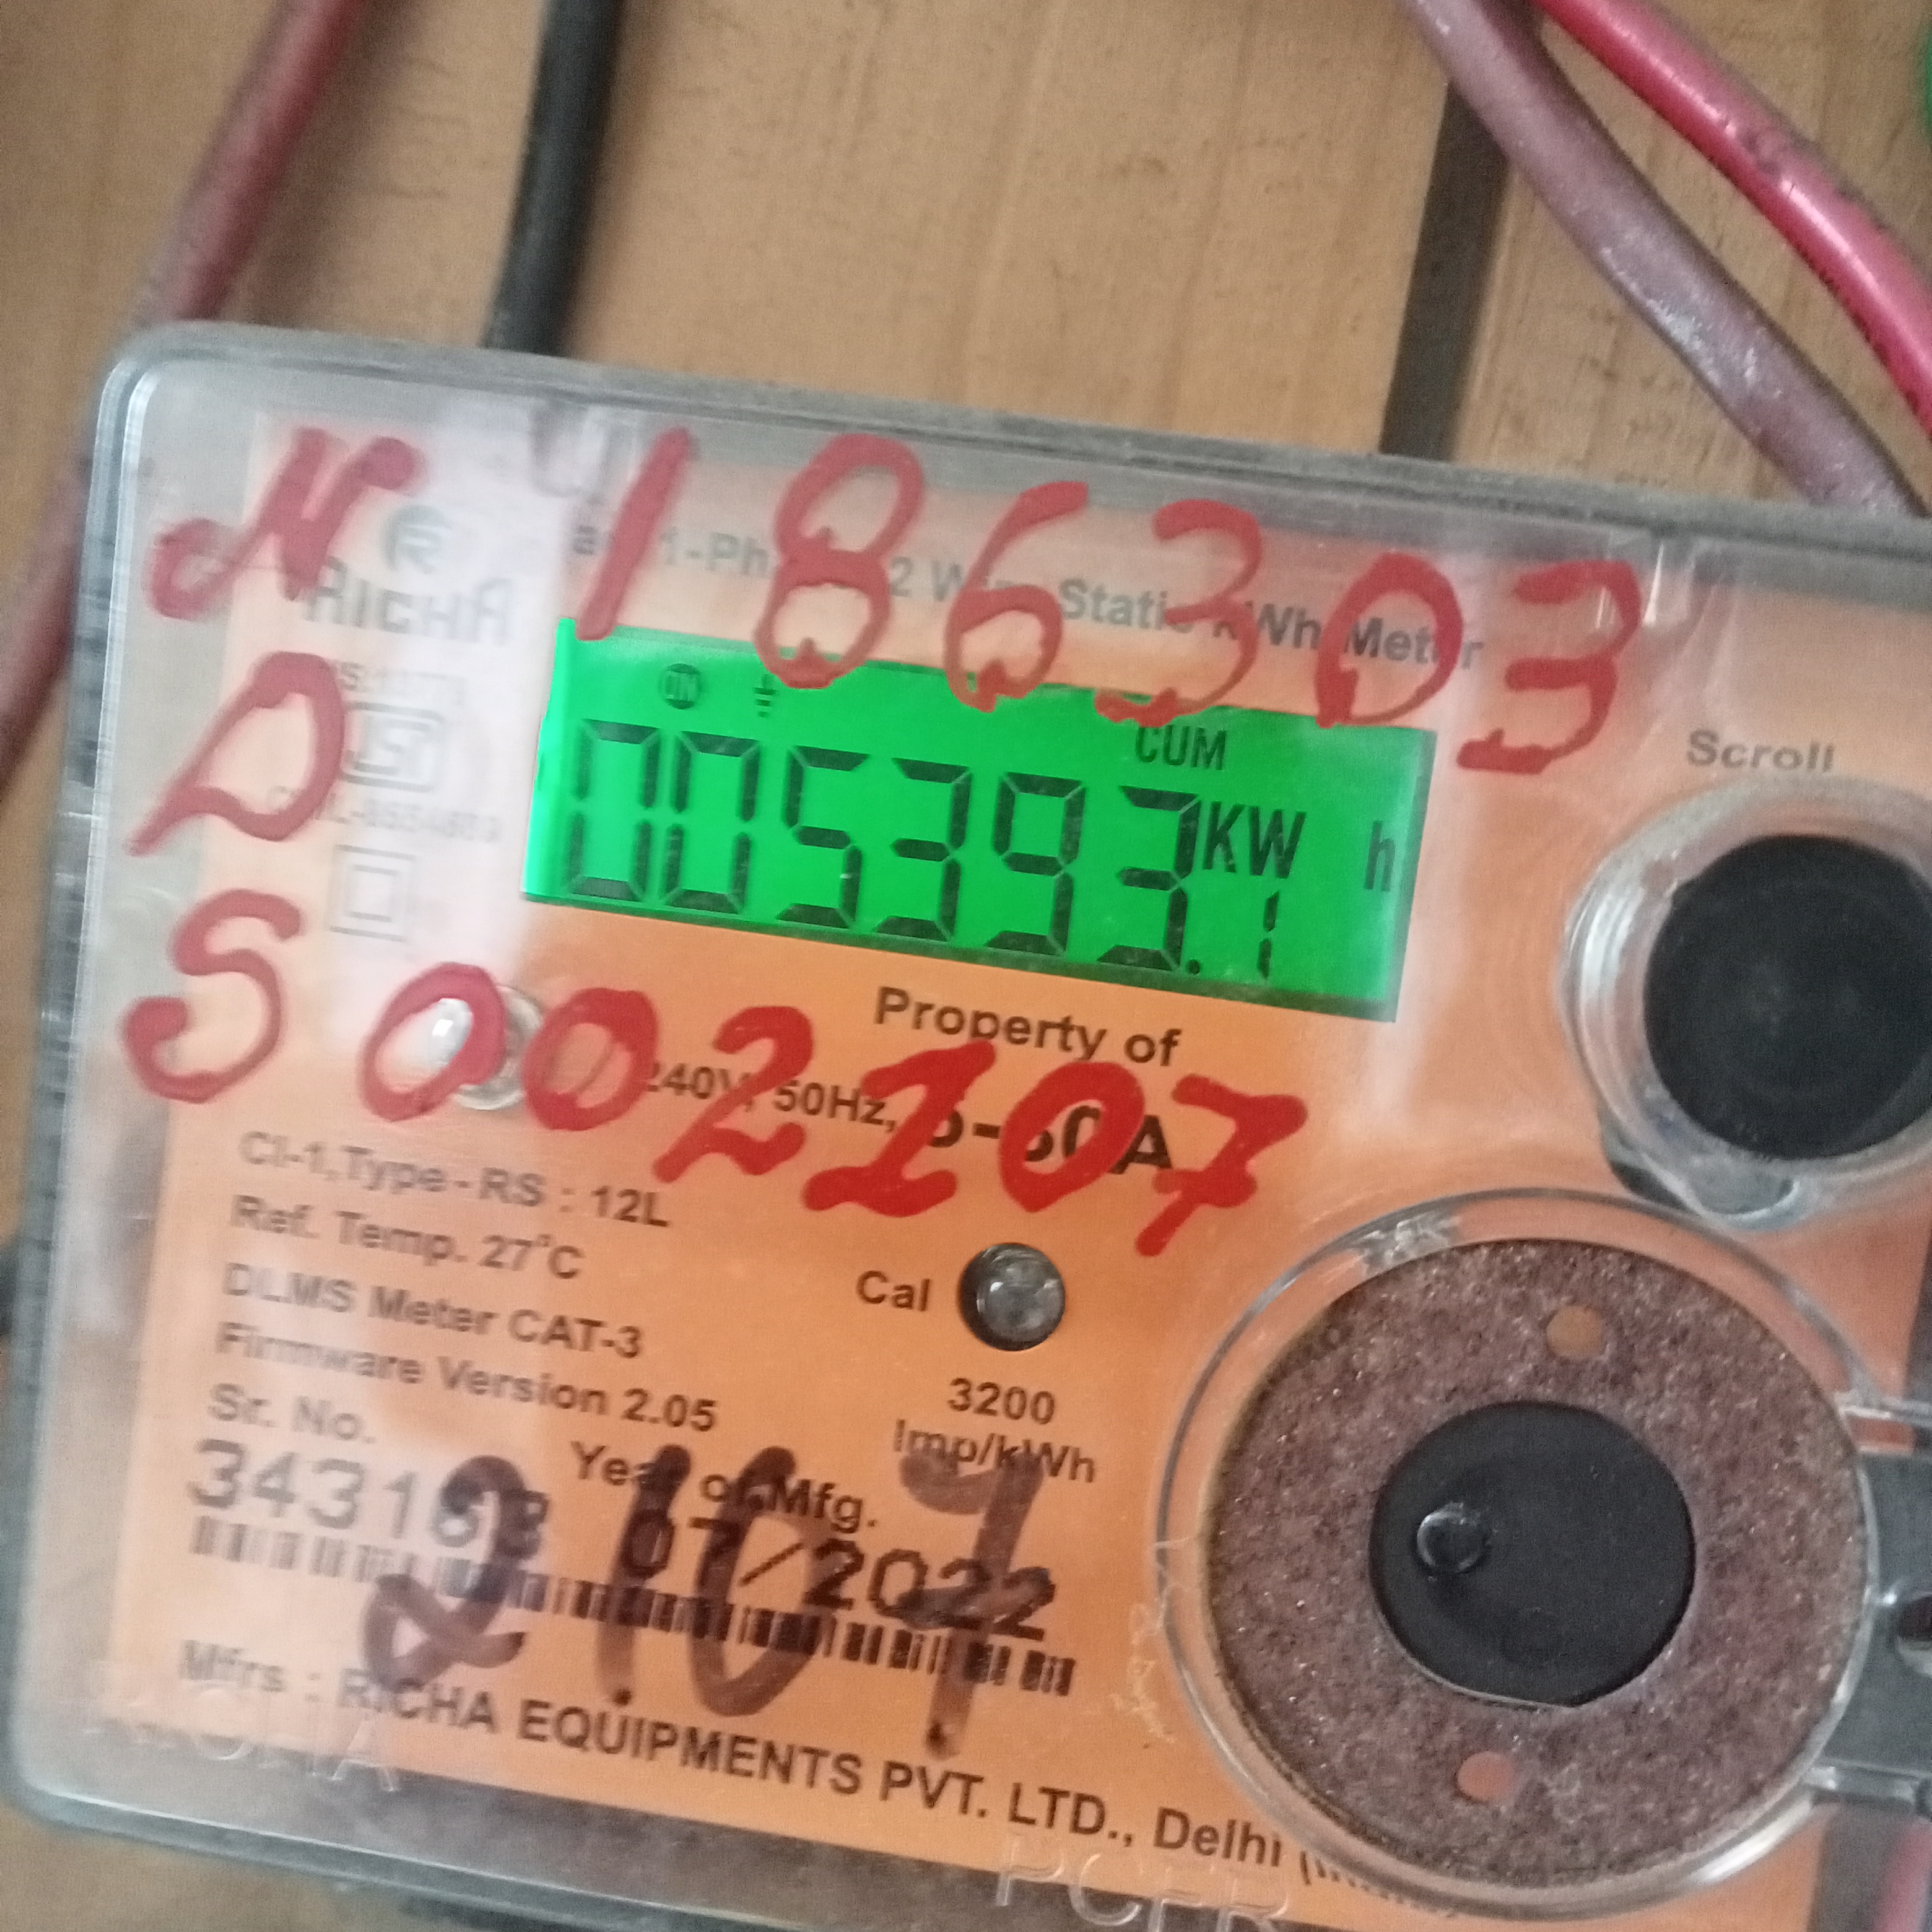 N 186303
RICHA
1-Ph 2 W Static kWh Meter
D
CUM
005393.1 KW h
Scroll
S 002107
Property of
240V, 50Hz,
Cl-1,Type-RS : 12L
Ref. Temp. 27°C
DLMS Meter CAT-3
Firmware Version 2.05
Cal
3200
Imp/kWh
Sr. No.
Year of Mfg.
07/2022
2107
Mfrs : RICHA EQUIPMENTS PVT. LTD., Delhi